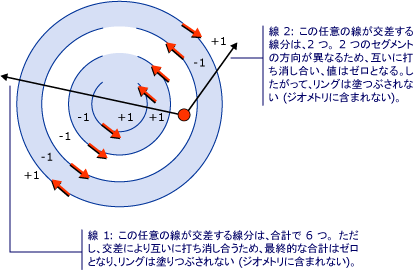 線 2: この任意の線が交差する
線分は、2 つ。 2 つのセグメント
の方向が異なるため、互いに打
ち消し合い、値はゼロとなる。し
たがって、リングは塗つぶされな
い (ジオメトリに含まれない)。
+1
-1
-1
+1
+1
-1
-1
+1
線 1: この任意の線が交差する線分は、合計で 6 つ。 ただ
し、交差により互いに打ち消し合うため、最終的な合計はゼロ
となり、リングは塗りつぶされない (ジオメトリに含まれない)。